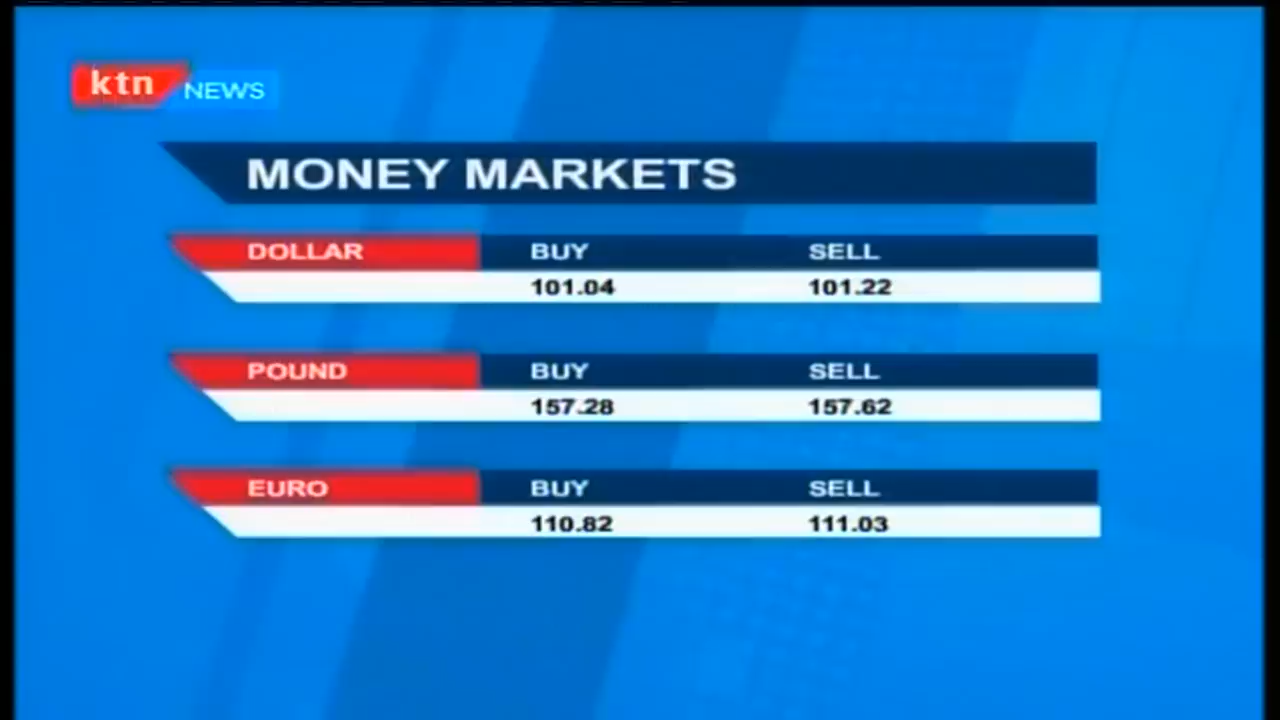 ktn NEWS
MONEY MARKETS
DOLLAR BUY SELL
101.04 101.22
POUND BUY SELL
157.28 157.62
EURO BUY SELL
110.82 111.03